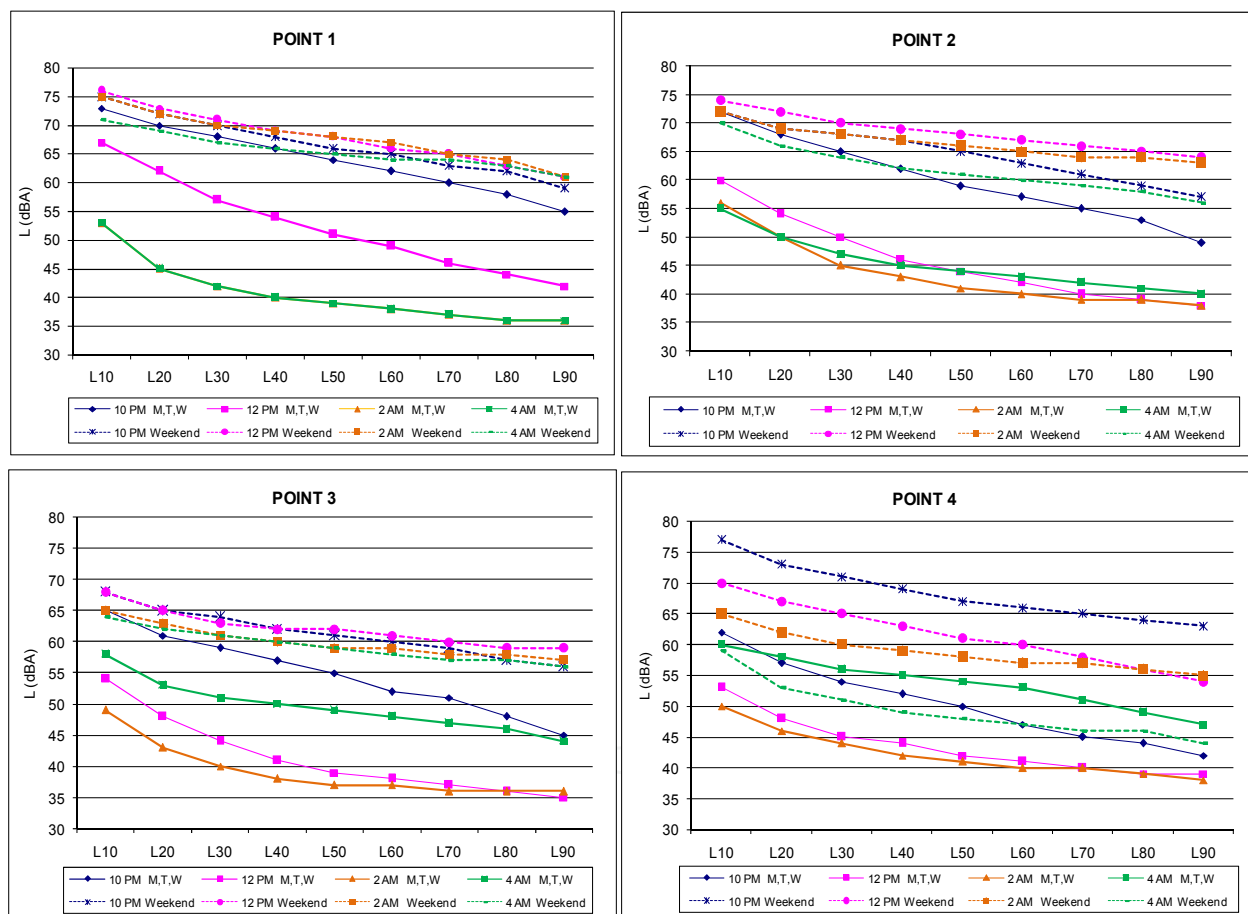 POINT 1
80
75
70
65
60
55
50
45
40
35
30
L (dBA)
L10 L20 L30 L40 L50 L60 L70 L80 L90
10 PM M,T,W 12 PM M,T,W 2 AM M,T,W 4 AM M,T,W
10 PM Weekend 12 PM Weekend 2 AM Weekend 4 AM Weekend
POINT 2
80
75
70
65
60
55
50
45
40
35
30
L (dBA)
L10 L20 L30 L40 L50 L60 L70 L80 L90
10 PM M,T,W 12 PM M,T,W 2 AM M,T,W 4 AM M,T,W
10 PM Weekend 12 PM Weekend 2 AM Weekend 4 AM Weekend
POINT 3
80
75
70
65
60
55
50
45
40
35
30
L (dBA)
L10 L20 L30 L40 L50 L60 L70 L80 L90
10 PM M,T,W 12 PM M,T,W 2 AM M,T,W 4 AM M,T,W
10 PM Weekend 12 PM Weekend 2 AM Weekend 4 AM Weekend
POINT 4
80
75
70
65
60
55
50
45
40
35
30
L (dBA)
L10 L20 L30 L40 L50 L60 L70 L80 L90
10 PM M,T,W 12 PM M,T,W 2 AM M,T,W 4 AM M,T,W
10 PM Weekend 12 PM Weekend 2 AM Weekend 4 AM Weekend